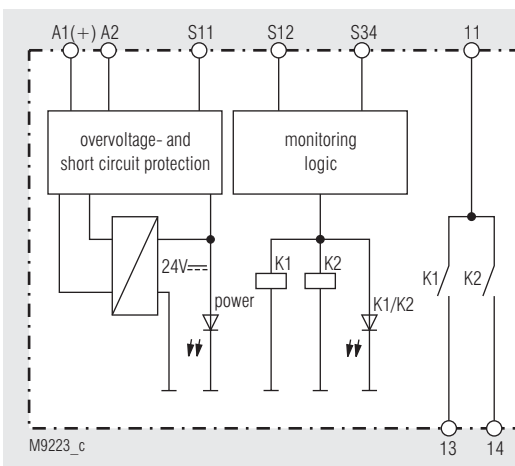 A1(+) A2 S11 S12 S34 11
overvoltage- and
short circuit protection
monitoring
logic
24V
power
K1
K2
K1/K2
K1
K2
13 14
M9223_c